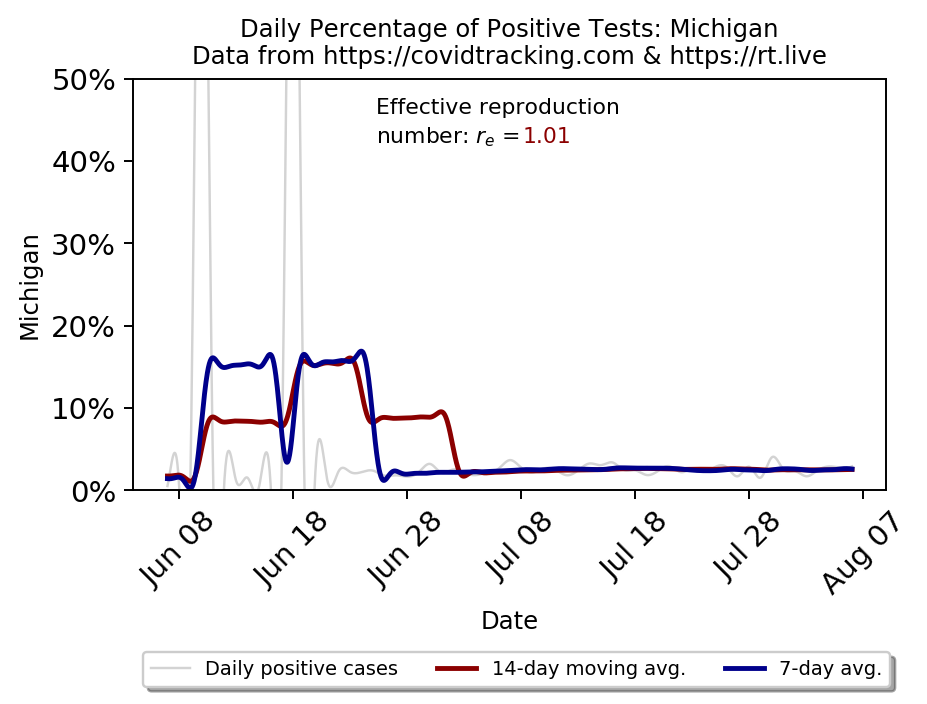 Daily Percentage of Positive Tests: Michigan
Data from https://covidtracking.com & https://rt.live
50%
Effective reproduction
number: rₑ =1.01
40%
30%
Michigan
20%
10%
0%
Jun 08
Jun 18
Jun 28
Jul 08
Jul 18
Jul 28
Aug 07
Date
Daily positive cases
14-day moving avg.
7-day avg.